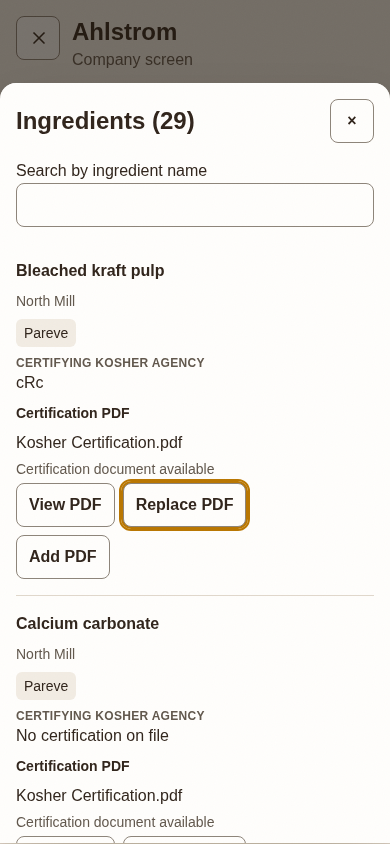 Ahlstrom
Company screen
Ingredients (29)
×
Search by ingredient name
Bleached kraft pulp
North Mill
Pareve
CERTIFYING KOSHER AGENCY
cRc
Certification PDF
Kosher Certification.pdf
Certification document available
View PDF Replace PDF
Add PDF
Calcium carbonate
North Mill
Pareve
CERTIFYING KOSHER AGENCY
No certification on file
Certification PDF
Kosher Certification.pdf
Certification document available